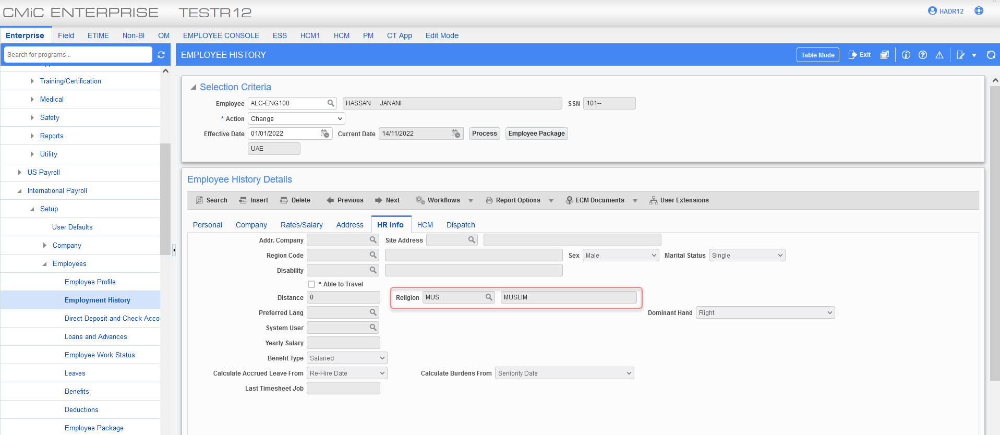 CMiC ENTERPRISE TESTR12 HADR12
Enterprise Field ETIME Non-BI OM EMPLOYEE CONSOLE ESS HCM1 HCM PM CT App Edit Mode
Search for programs...
Training/Certification
Medical
Safety
Reports
Utility
US Payroll
International Payroll
Setup
User Defaults
Company
Employees
Employee Profile
Employment History
Direct Deposit and Check Acco
Loans and Advances
Employee Work Status
Leaves
Benefits
Deductions
Employee Package
EMPLOYEE HISTORY Table Mode Exit
Selection Criteria
Employee ALC-ENG100 HASSAN JANANI SSN 101--
* Action Change
Effective Date 01/01/2022 Current Date 14/11/2022 Process Employee Package
UAE
Employee History Details
Search Insert Delete Previous Next Workflows Report Options ECM Documents User Extensions
Personal Company Rates/Salary Address HR Info HCM Dispatch
Addr. Company Site Address
Region Code Sex Male Marital Status Single
Disability
* Able to Travel
Distance 0 Religion MUS MUSLIM
Preferred Lang Dominant Hand Right
System User
Yearly Salary
Benefit Type Salaried
Calculate Accrued Leave From Re-Hire Date Calculate Burdens From Seniority Date
Last Timesheet Job